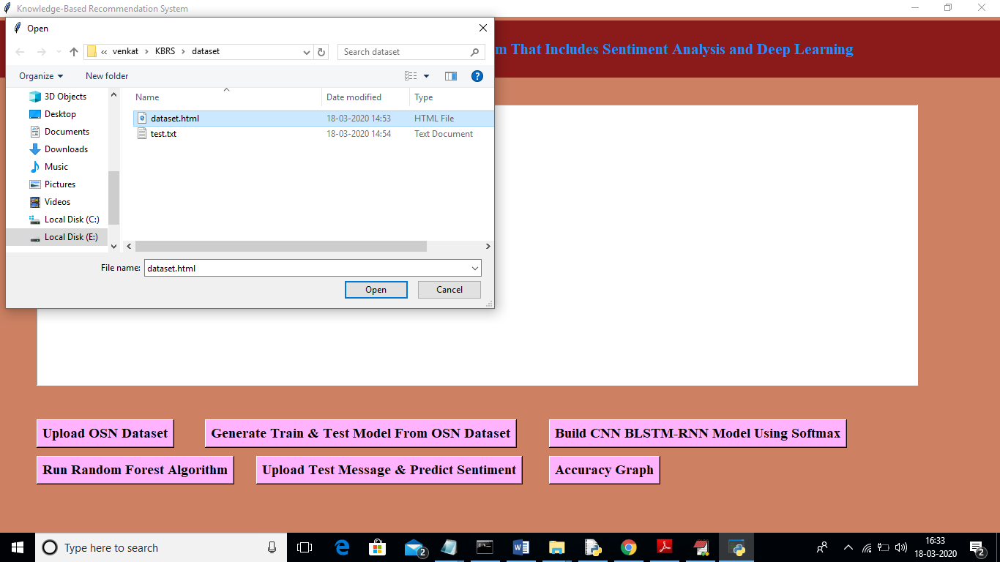 Knowledge-Based Recommendation System
Open
« venkat > KBRS > dataset
Search dataset
m That Includes Sentiment Analysis and Deep Learning
Organize
New folder
?
3D Objects
Desktop
Documents
Downloads
Music
Pictures
Videos
Local Disk (C:)
Local Disk (E:)
Name Date modified Type
dataset.html 18-03-2020 14:53 HTML File
test.txt 18-03-2020 14:54 Text Document
File name: dataset.html
Open Cancel
Upload OSN Dataset Generate Train & Test Model From OSN Dataset Build CNN BLSTM-RNN Model Using Softmax
Run Random Forest Algorithm Upload Test Message & Predict Sentiment Accuracy Graph
Type here to search
2
16:33
18-03-2020
2